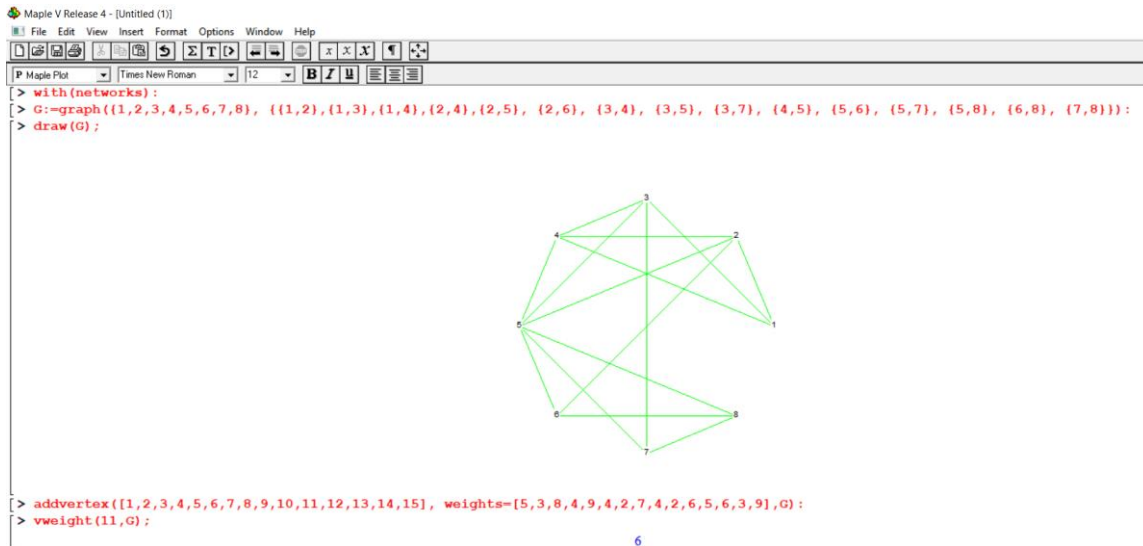 Maple V Release 4 - [Untitled (1)]
File Edit View Insert Format Options Window Help
Σ T [> x x x ¶
P Maple Plot Times New Roman 12 B I U
[> with(networks):
[> G:=graph({1,2,3,4,5,6,7,8}, {{1,2},{1,3},{1,4},{2,4},{2,5}, {2,6}, {3,4}, {3,5}, {3,7}, {4,5}, {5,6}, {5,7}, {5,8}, {6,8}, {7,8}}):
[> draw(G);
3
4 2
5 1
6 8
7
[> addvertex([1,2,3,4,5,6,7,8,9,10,11,12,13,14,15], weights=[5,3,8,4,9,4,2,7,4,2,6,5,6,3,9],G):
[> vweight(11,G);
6